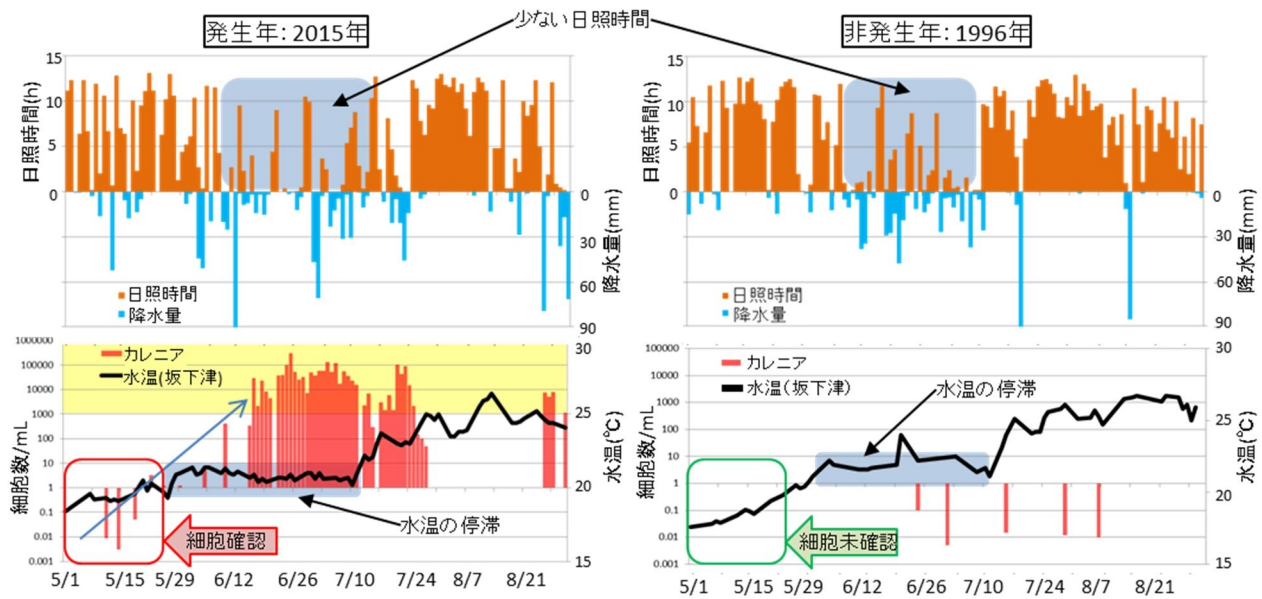 発生年：2015年
少ない日照時間
非発生年：1996年
日照時間(h)
15
10
5
0
0
30
60
90
降水量(mm)
日照時間
降水量
日照時間(h)
15
10
5
0
0
30
-60
90
降水量(mm)
日照時間
降水量
細胞数/mL
1000000
100000
10000
1000
100
10
1
0.1
0.01
0.001
カレニア
水温(坂下津)
30
25
20
15
水温(℃)
水温の停滞
細胞確認
5/1
5/15
5/29
6/12
6/26
7/10
7/24
8/7
8/21
細胞数/mL
100000
10000
1000
100
10
1
0.1
0.01
0.001
カレニア
水温（坂下津）
水温の停滞
30
25
20
15
水温(℃)
細胞未確認
5/1
5/15
5/29
6/12
6/26
7/10
7/24
8/7
8/21